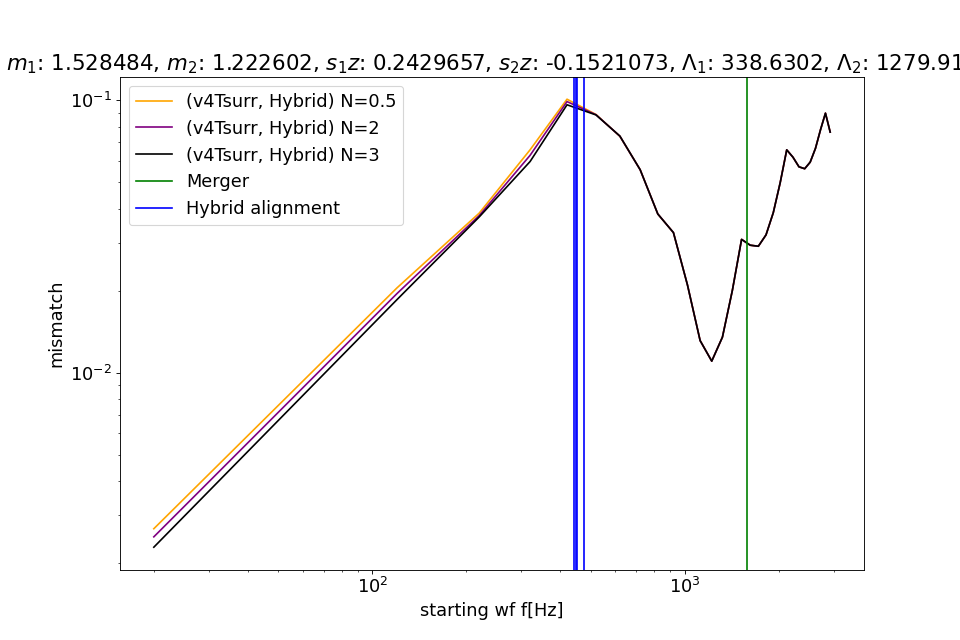 m₁: 1.528484, m₂: 1.222602, s₁z: 0.2429657, s₂z: -0.1521073, Λ₁: 338.6302, Λ₂: 1279.91
(v4Tsurr, Hybrid) N=0.5
(v4Tsurr, Hybrid) N=2
(v4Tsurr, Hybrid) N=3
Merger
Hybrid alignment
10⁻¹
10⁻²
mismatch
10² 10³
starting wf f[Hz]